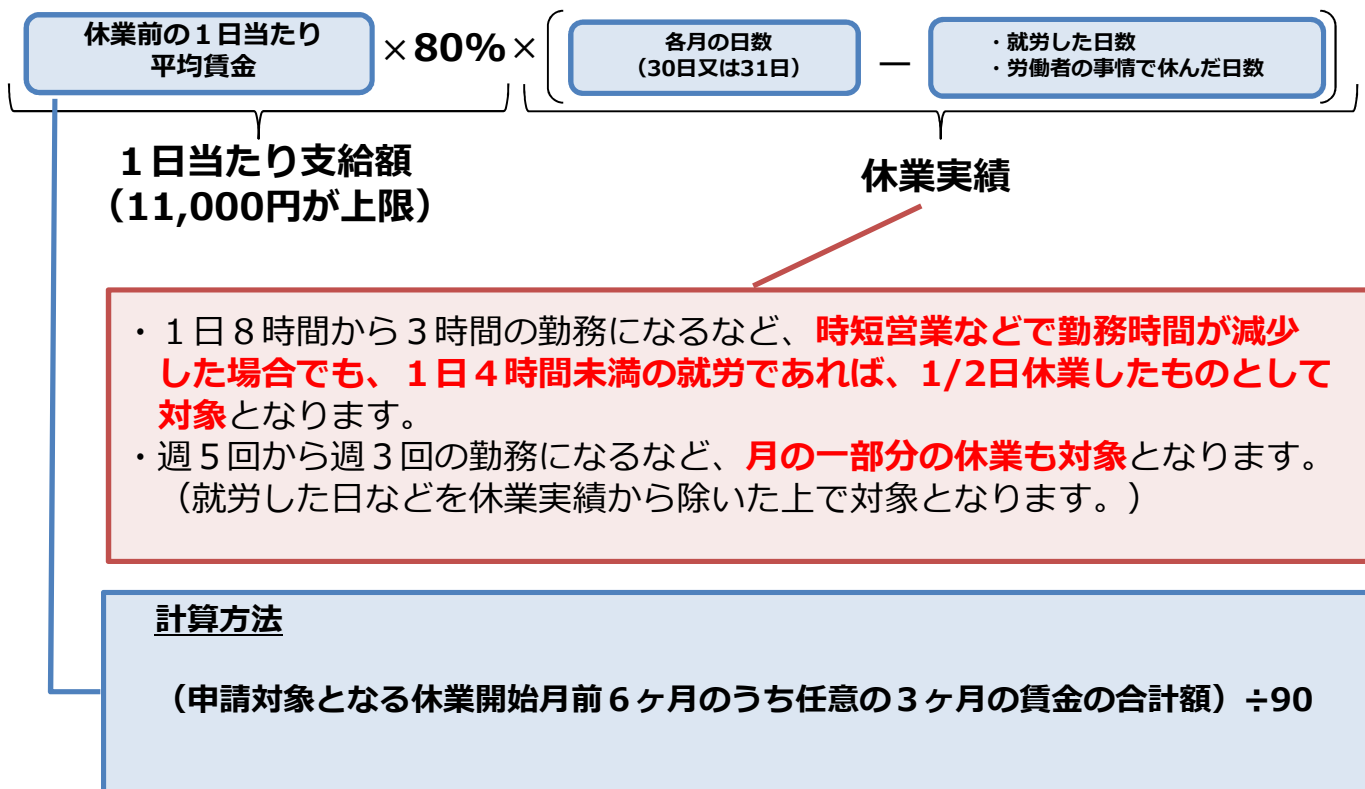 休業前の１日当たり
平均賃金
×80%×
各月の日数
（30日又は31日）
－
・就労した日数
・労働者の事情で休んだ日数
１日当たり支給額
（11,000円が上限）
休業実績
・１日８時間から３時間の勤務になるなど、時短営業などで勤務時間が減少
した場合でも、１日４時間未満の就労であれば、1/2日休業したものとして
対象となります。
・週５回から週３回の勤務になるなど、月の一部分の休業も対象となります。
（就労した日などを休業実績から除いた上で対象となります。）
計算方法
（申請対象となる休業開始月前６ヶ月のうち任意の３ヶ月の賃金の合計額）÷90